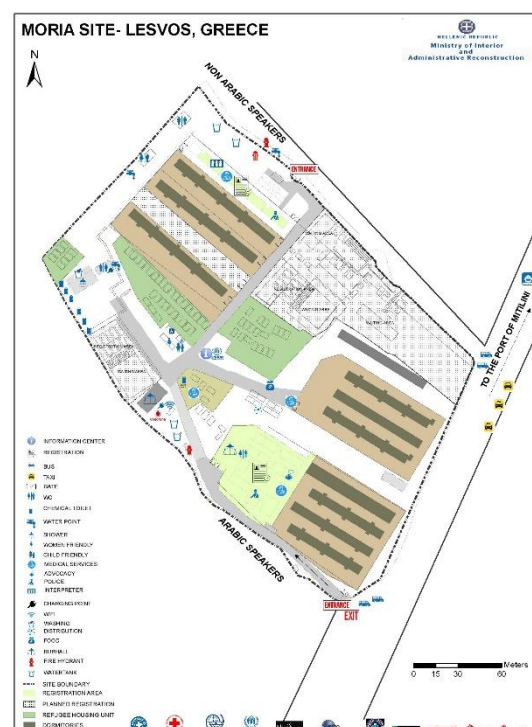 MORIA SITE- LESVOS, GREECE
HELLENIC REPUBLIC
Ministry of Interior
and
Administrative Reconstruction
N
NON ARABIC SPEAKERS
ENTRANCE
TO THE PORT OF MITILINI
ARABIC SPEAKERS
ENTRANCE
EXIT
INFORMATION CENTER
REGISTRATION
BUS
TAXI
GATE
WC
CHEMICAL TOILET
WATER POINT
SHOWER
WOMEN FRIENDLY
CHILD FRIENDLY
MEDICAL SERVICES
ADVOCACY
POLICE
INTERPRETER
CHARGING POINT
WIFI
WASHING
DISTRIBUTION
FOOD
FIRE HYDRANT
WATERTANK
SITE BOUNDARY
REGISTRATION AREA
PLANNED REGISTRATION
REFUGEE HOUSING UNIT
DORMITORIES
Meters
0 15 30 60